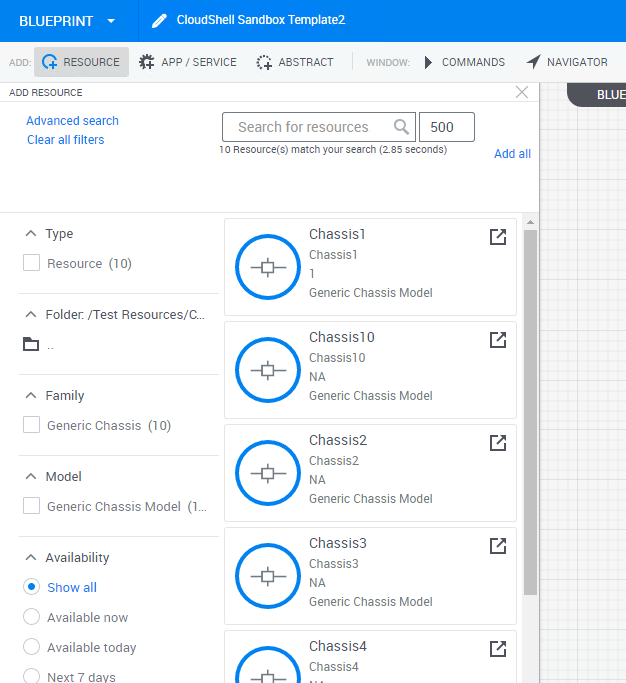 BLUEPRINT
CloudShell Sandbox Template2
ADD: RESOURCE APP / SERVICE ABSTRACT WINDOW: COMMANDS NAVIGATOR
ADD RESOURCE
BLUE
Advanced search
Clear all filters
Search for resources
500
10 Resource(s) match your search (2.85 seconds)
Add all
Type
Resource (10)
Folder: /Test Resources/C...
..
Family
Generic Chassis (10)
Model
Generic Chassis Model (1...
Availability
Show all
Available now
Available today
Next 7 days
Chassis1
Chassis1
1
Generic Chassis Model
Chassis10
Chassis10
NA
Generic Chassis Model
Chassis2
Chassis2
NA
Generic Chassis Model
Chassis3
Chassis3
NA
Generic Chassis Model
Chassis4
Chassis4